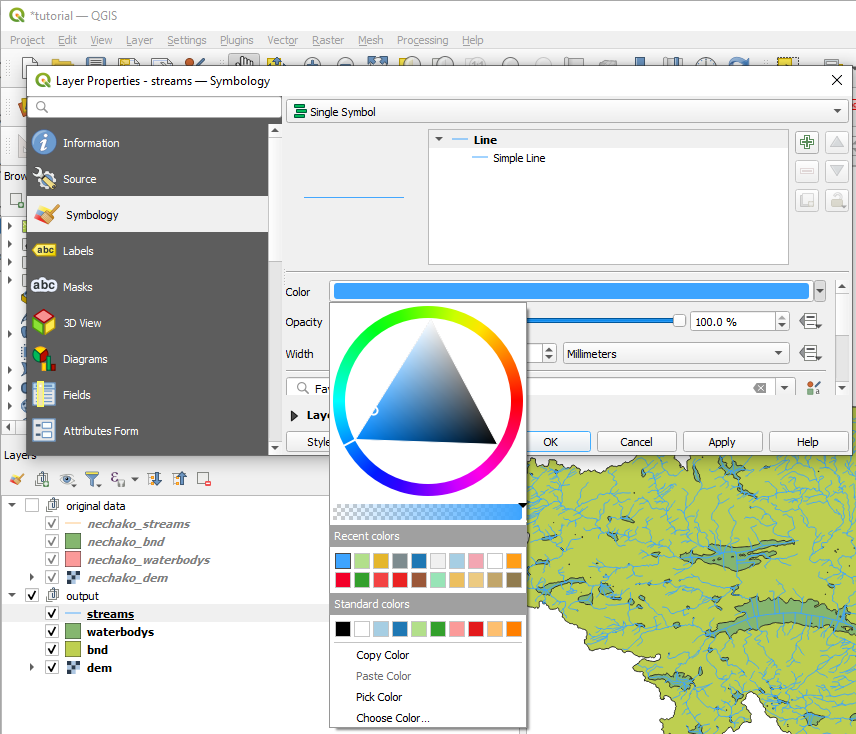 *tutorial — QGIS
Project Edit View Layer Settings Plugins Vector Raster Mesh Processing Help
Layer Properties - streams — Symbology
Single Symbol
Information
Source
Symbology
Labels
Masks
3D View
Diagrams
Fields
Attributes Form
abc
abc
Line
Simple Line
Brow
Color
Opacity
100.0 %
Width
Millimeters
Fav
Laye
Style
OK Cancel Apply Help
Layers
original data
nechako_streams
nechako_bnd
nechako_waterbodys
nechako_dem
output
streams
waterbodys
bnd
dem
Recent colors
Standard colors
Copy Color
Paste Color
Pick Color
Choose Color...